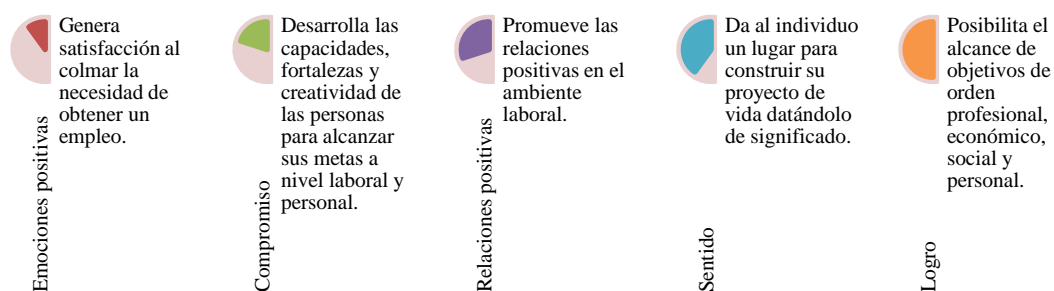 Emociones positivas
Genera
satisfacción al
colmar la
necesidad de
obtener un
empleo.
Compromiso
Desarrolla las
capacidades,
fortalezas y
creatividad de
las personas
para alcanzar
sus metas a
nivel laboral y
personal.
Relaciones positivas
Promueve las
relaciones
positivas en el
ambiente
laboral.
Sentido
Da al individuo
un lugar para
construir su
proyecto de
vida datándolo
de significado.
Logro
Posibilita el
alcance de
objetivos de
orden
profesional,
económico,
social y
personal.